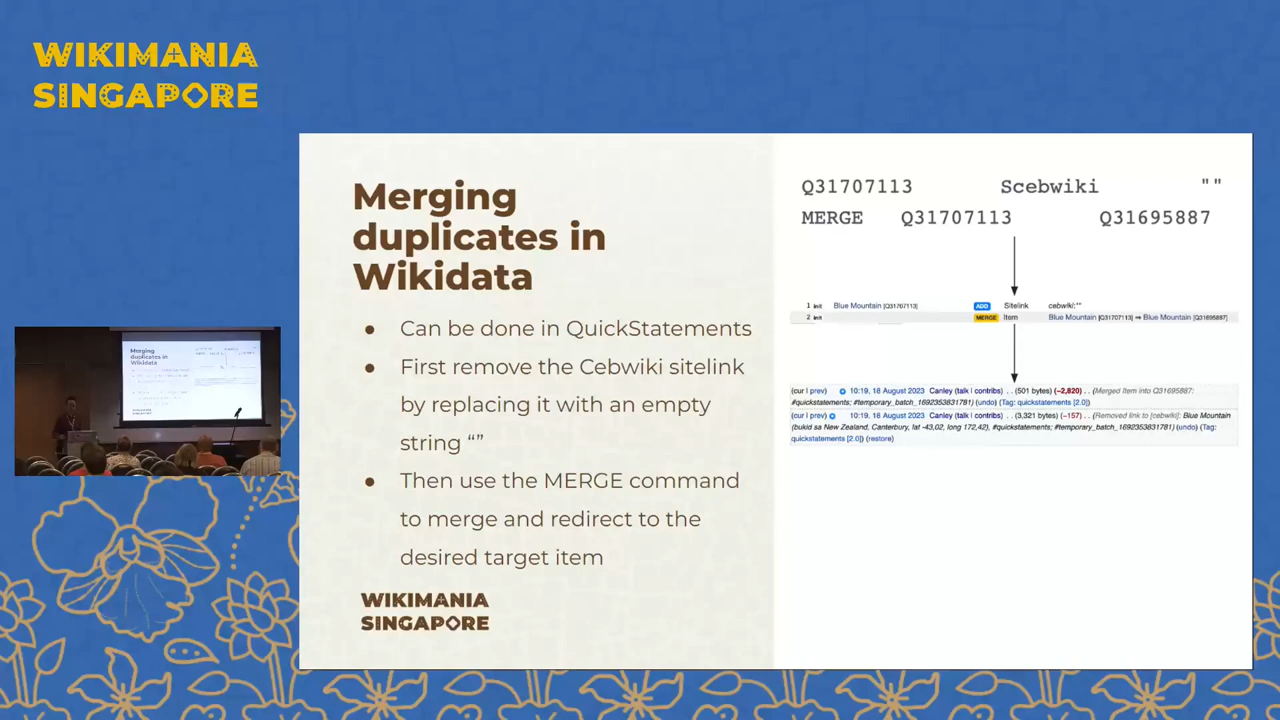 WIKIMANIA
SINGAPORE
Merging
duplicates in
Wikidata
● Can be done in QuickStatements
● First remove the Cebwiki sitelink
by replacing it with an empty
string “”
● Then use the MERGE command
to merge and redirect to the
desired target item
WIKIMANIA
SINGAPORE
Q31707113 Scebwiki ""
MERGE Q31707113 Q31695887
1 init Blue Mountain [Q31707113] ADD Sitelink cebwiki:""
2 init MERGE Item Blue Mountain [Q31707113] ⇒ Blue Mountain [Q31695887]
(cur | prev) 10:19, 18 August 2023 Canley (talk | contribs) . . (501 bytes) (−2,820) . . (Merged Item into Q31695887:
#quickstatements; #temporary_batch_1692353831781) (undo) (Tag: quickstatements [2.0])
(cur | prev) 10:19, 18 August 2023 Canley (talk | contribs) . . (3,321 bytes) (−157) . . (Removed link to [cebwiki]: Blue Mountain
(bukid sa New Zealand, Canterbury, lat -43,02, long 172,42), #quickstatements; #temporary_batch_1692353831781) (undo) (Tag:
quickstatements [2.0]) (restore)
Merging
duplicates in
Wikidata